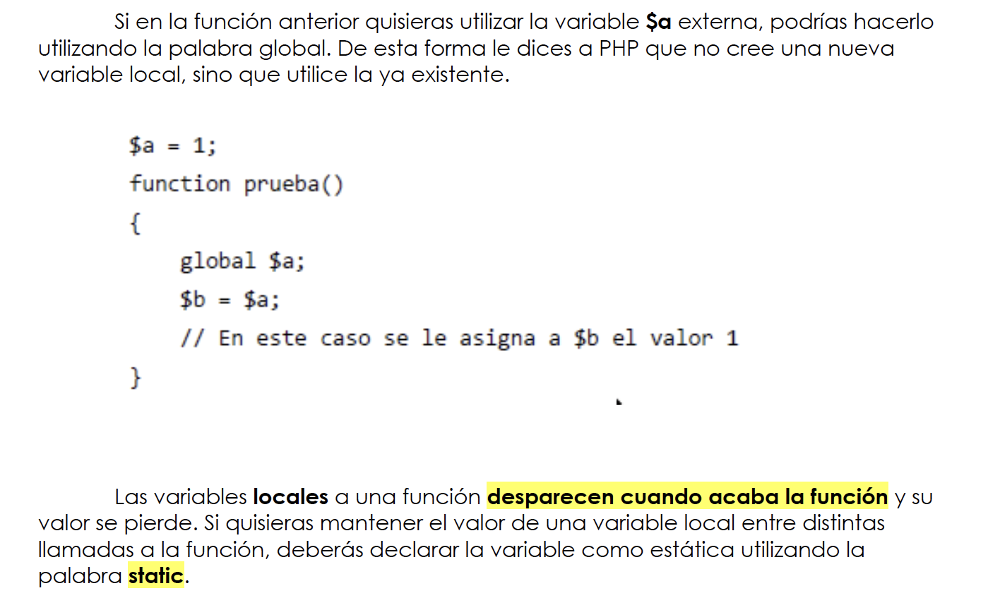 Si en la función anterior quisieras utilizar la variable $a externa, podrías hacerlo
utilizando la palabra global. De esta forma le dices a PHP que no cree una nueva
variable local, sino que utilice la ya existente.
$a = 1;
function prueba()
{
global $a;
$b = $a;
// En este caso se le asigna a $b el valor 1
}
Las variables locales a una función desparecen cuando acaba la función y su
valor se pierde. Si quisieras mantener el valor de una variable local entre distintas
llamadas a la función, deberás declarar la variable como estática utilizando la
palabra static.